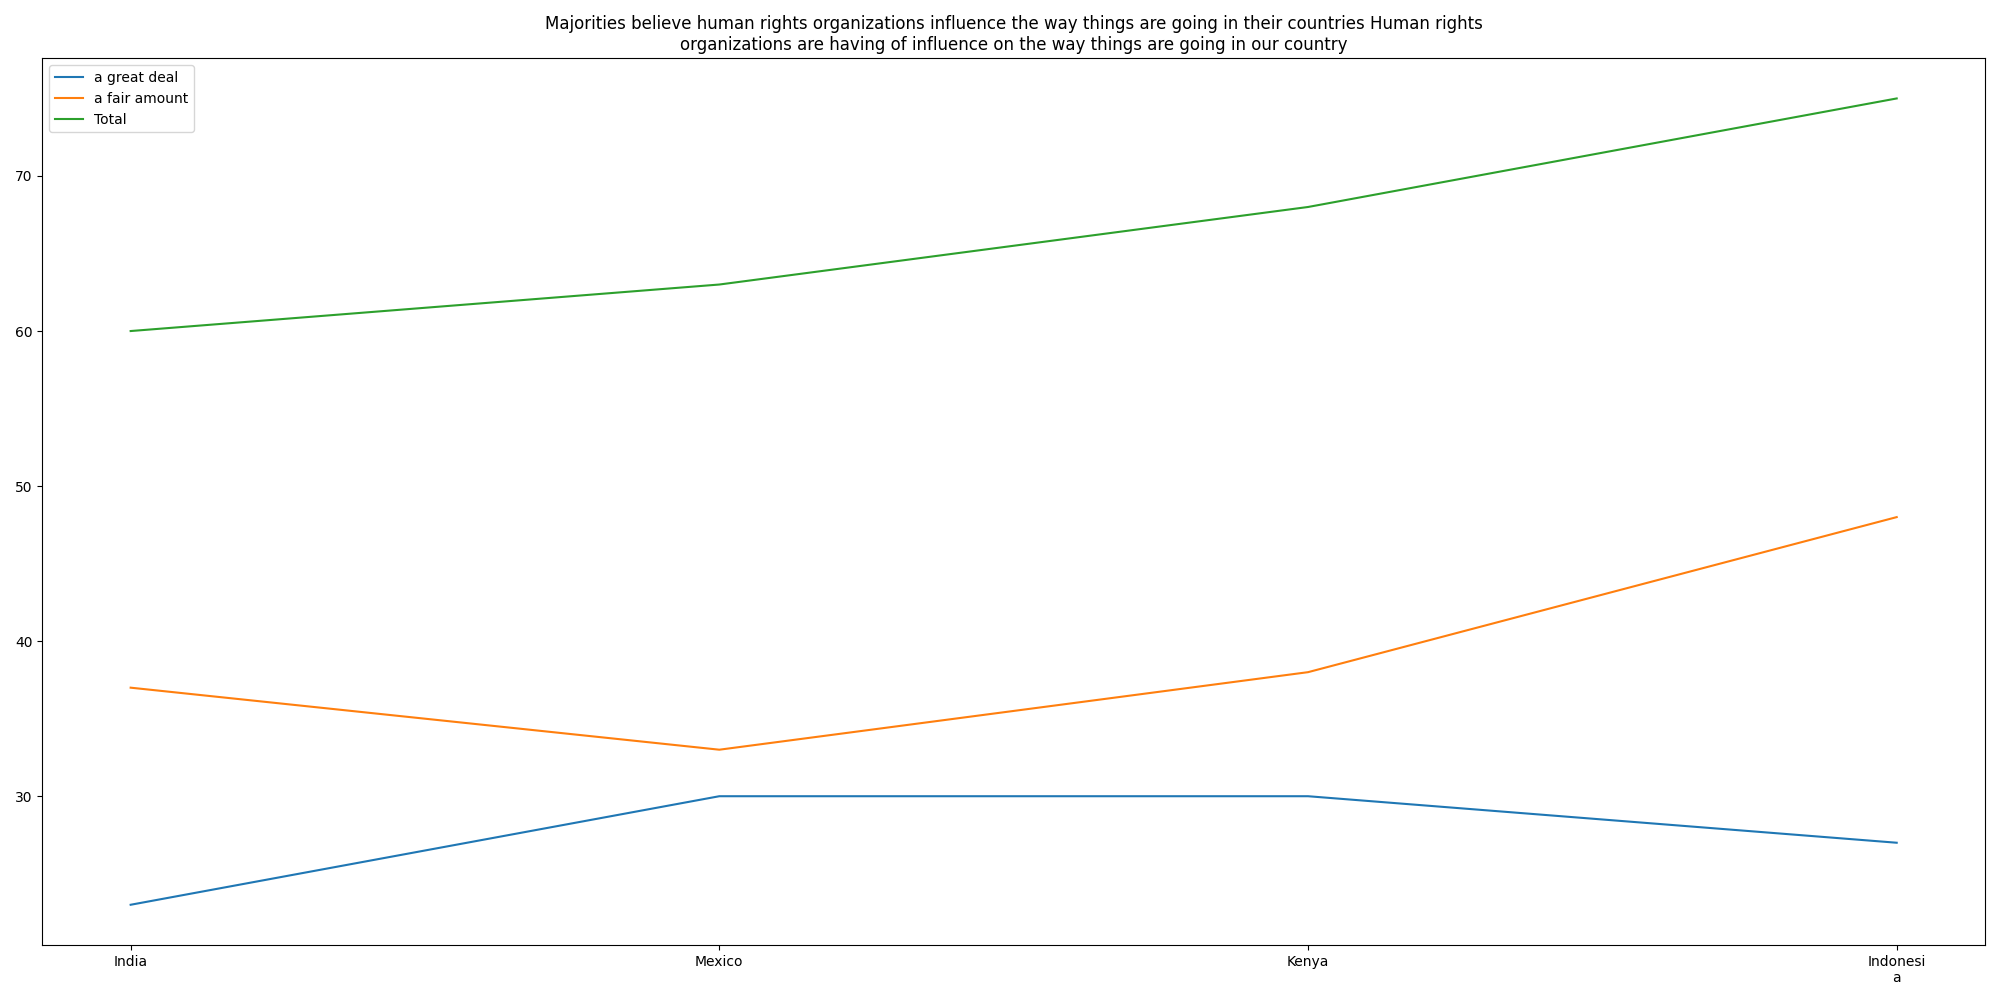 Majorities believe human rights organizations influence the way things are going in their countries Human rights
organizations are having of influence on the way things are going in our country
a great deal
a fair amount
Total
70
60
50
40
30
India
Mexico
Kenya
Indonesi
a